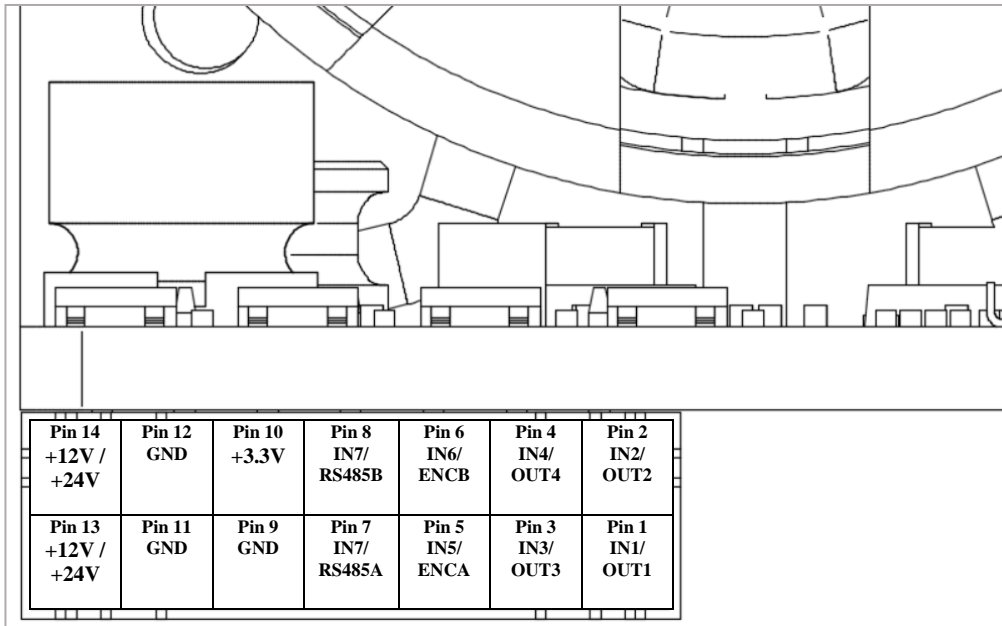 Pin 14 Pin 12 Pin 10 Pin 8 Pin 6 Pin 4 Pin 2
+12V / GND +3.3V IN7/ IN6/ IN4/ IN2/
+24V RS485B ENCB OUT4 OUT2
Pin 13 Pin 11 Pin 9 Pin 7 Pin 5 Pin 3 Pin 1
+12V / GND GND IN7/ IN5/ IN3/ IN1/
+24V RS485A ENCA OUT3 OUT1